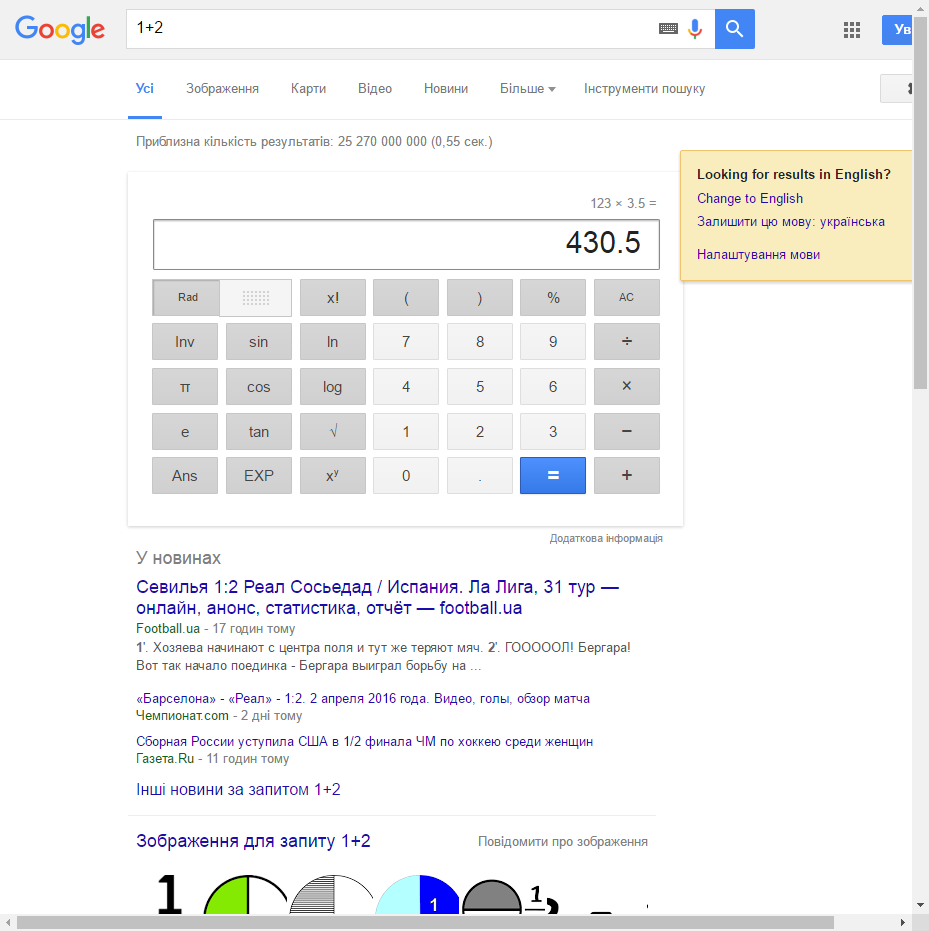 Google
1+2
Ув
Усі Зображення Карти Відео Новини Більше Інструменти пошуку
Приблизна кількість результатів: 25 270 000 000 (0,55 сек.)
Looking for results in English?
Change to English
Залишити цю мову: українська
Налаштування мови
123 × 3.5 =
430.5
Rad x! ( ) % AC
Inv sin ln 7 8 9 ÷
π cos log 4 5 6 ×
e tan √ 1 2 3 −
Ans EXP xʸ 0 . = +
Додаткова інформація
У новинах
Севилья 1:2 Реал Сосьедад / Испания. Ла Лига, 31 тур —
онлайн, анонс, статистика, отчёт — football.ua
Football.ua - 17 годин тому
1'. Хозяева начинают с центра поля и тут же теряют мяч. 2'. ГОООООЛ! Бергара!
Вот так начало поединка - Бергара выиграл борьбу на ...
«Барселона» - «Реал» - 1:2. 2 апреля 2016 года. Видео, голы, обзор матча
Чемпионат.com - 2 дні тому
Сборная России уступила США в 1/2 финала ЧМ по хоккею среди женщин
Газета.Ru - 11 годин тому
Інші новини за запитом 1+2
Зображення для запиту 1+2 Повідомити про зображення
1 1 1